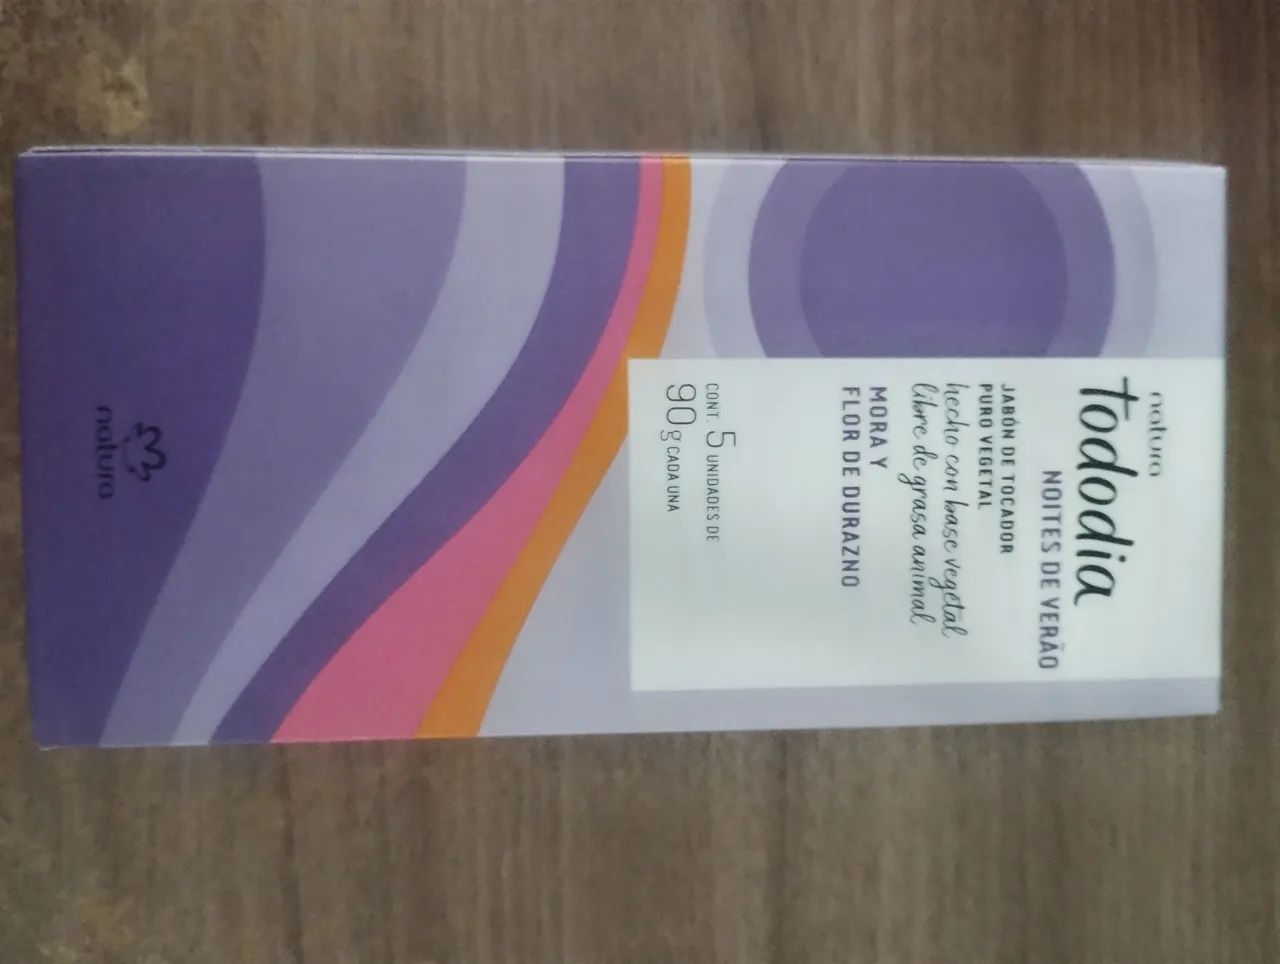 natura
tododia
NOITES DE VERÃO
JABÓN DE TOCADOR
PURO VEGETAL
hecho con base vegetal
libre de grasa animal
MORA Y
FLOR DE DURAZNO
CONT. 5 UNIDADES DE
90 g CADA UNA
natura